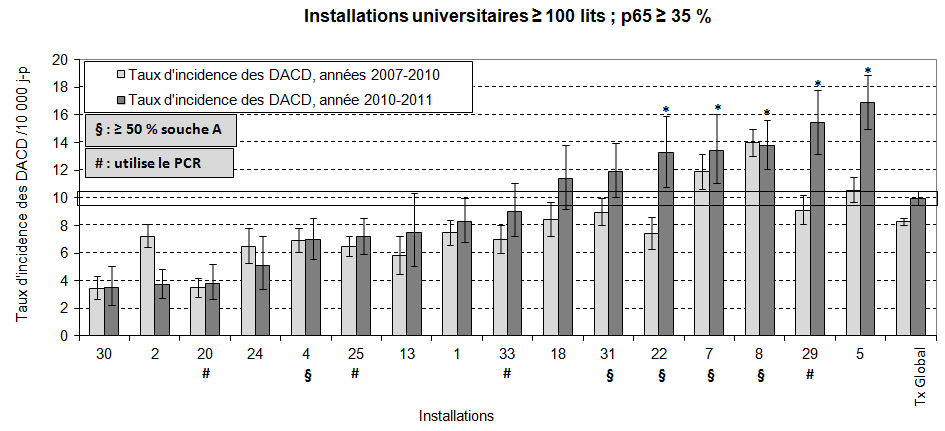 Installations universitaires ≥ 100 lits ; p65 ≥ 35 %
Taux d'incidence des DACD /10 000 j-p
20
18
16
14
12
10
8
6
4
2
0
Taux d'incidence des DACD, années 2007-2010
Taux d'incidence des DACD, année 2010-2011
§ : ≥ 50 % souche A
# : utilise le PCR
* * * * *
30 2 20 24 4 25 13 1 33 18 31 22 7 8 29 5 Tx Global
# § # # § § § § #
Installations